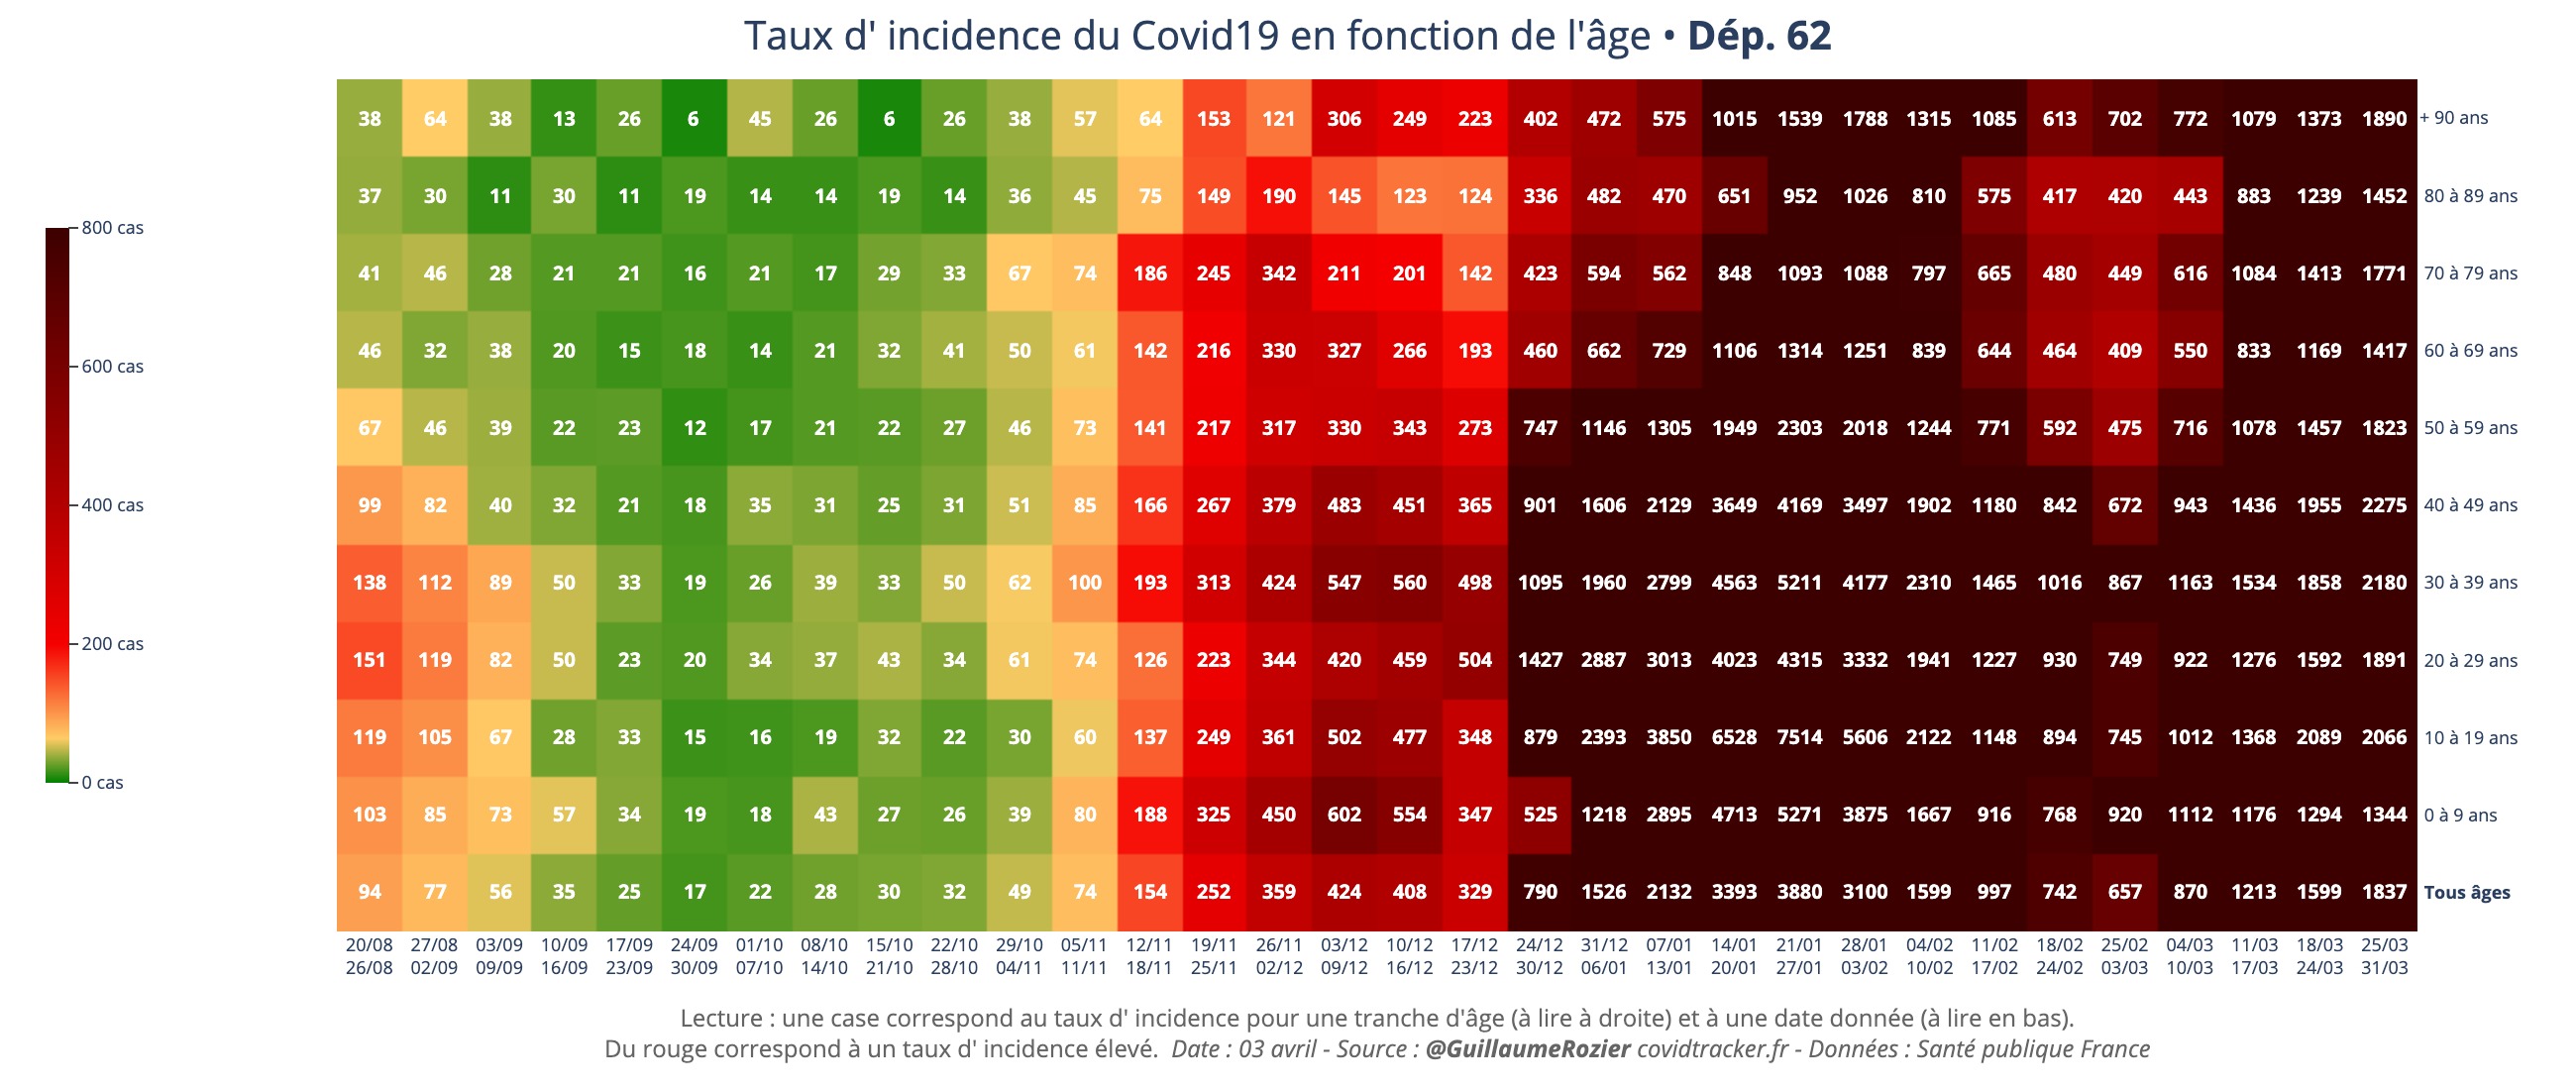 Taux d' incidence du Covid19 en fonction de l'âge • Dép. 62
38 64 38 13 26 6 45 26 6 26 38 57 64 153 121 306 249 223 402 472 575 1015 1539 1788 1315 1085 613 702 772 1079 1373 1890 + 90 ans
37 30 11 30 11 19 14 14 19 14 36 45 75 149 190 145 123 124 336 482 470 651 952 1026 810 575 417 420 443 883 1239 1452 80 à 89 ans
41 46 28 21 21 16 21 17 29 33 67 74 186 245 342 211 201 142 423 594 562 848 1093 1088 797 665 480 449 616 1084 1413 1771 70 à 79 ans
46 32 38 20 15 18 14 21 32 41 50 61 142 216 330 327 266 193 460 662 729 1106 1314 1251 839 644 464 409 550 833 1169 1417 60 à 69 ans
67 46 39 22 23 12 17 21 22 27 46 73 141 217 317 330 343 273 747 1146 1305 1949 2303 2018 1244 771 592 475 716 1078 1457 1823 50 à 59 ans
99 82 40 32 21 18 35 31 25 31 51 85 166 267 379 483 451 365 901 1606 2129 3649 4169 3497 1902 1180 842 672 943 1436 1955 2275 40 à 49 ans
138 112 89 50 33 19 26 39 33 50 62 100 193 313 424 547 560 498 1095 1960 2799 4563 5211 4177 2310 1465 1016 867 1163 1534 1858 2180 30 à 39 ans
151 119 82 50 23 20 34 37 43 34 61 74 126 223 344 420 459 504 1427 2887 3013 4023 4315 3332 1941 1227 930 749 922 1276 1592 1891 20 à 29 ans
119 105 67 28 33 15 16 19 32 22 30 60 137 249 361 502 477 348 879 2393 3850 6528 7514 5606 2122 1148 894 745 1012 1368 2089 2066 10 à 19 ans
103 85 73 57 34 19 18 43 27 26 39 80 188 325 450 602 554 347 525 1218 2895 4713 5271 3875 1667 916 768 920 1112 1176 1294 1344 0 à 9 ans
94 77 56 35 25 17 22 28 30 32 49 74 154 252 359 424 408 329 790 1526 2132 3393 3880 3100 1599 997 742 657 870 1213 1599 1837 Tous âges
20/08 27/08 03/09 10/09 17/09 24/09 01/10 08/10 15/10 22/10 29/10 05/11 12/11 19/11 26/11 03/12 10/12 17/12 24/12 31/12 07/01 14/01 21/01 28/01 04/02 11/02 18/02 25/02 04/03 11/03 18/03 25/03
26/08 02/09 09/09 16/09 23/09 30/09 07/10 14/10 21/10 28/10 04/11 11/11 18/11 25/11 02/12 09/12 16/12 23/12 30/12 06/01 13/01 20/01 27/01 03/02 10/02 17/02 24/02 03/03 10/03 17/03 24/03 31/03
800 cas
600 cas
400 cas
200 cas
0 cas
Lecture : une case correspond au taux d' incidence pour une tranche d'âge (à lire à droite) et à une date donnée (à lire en bas).
Du rouge correspond à un taux d' incidence élevé. Date : 03 avril - Source : @GuillaumeRozier covidtracker.fr - Données : Santé publique France